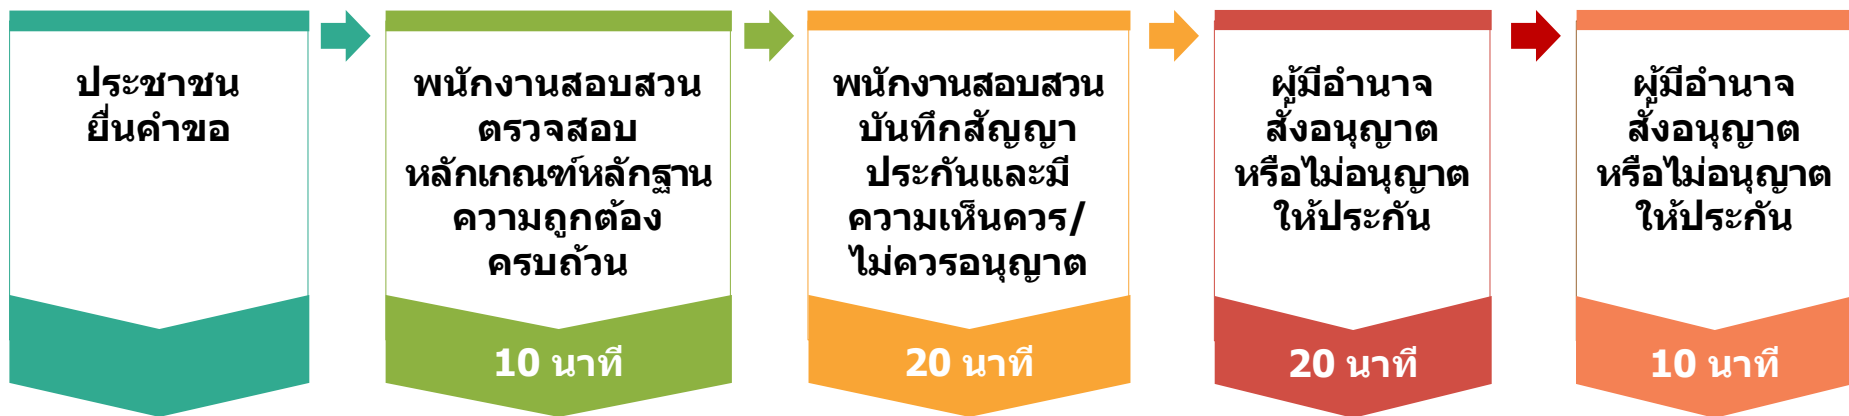 ประชาชน
ยื่นคำขอ
พนักงานสอบสวน
ตรวจสอบ
หลักเกณฑ์หลักฐาน
ความถูกต้อง
ครบถ้วน
10 นาที
พนักงานสอบสวน
บันทึกสัญญา
ประกันและมี
ความเห็นควร/
ไม่ควรอนุญาต
20 นาที
ผู้มีอำนาจ
สั่งอนุญาต
หรือไม่อนุญาต
ให้ประกัน
20 นาที
ผู้มีอำนาจ
สั่งอนุญาต
หรือไม่อนุญาต
ให้ประกัน
10 นาที